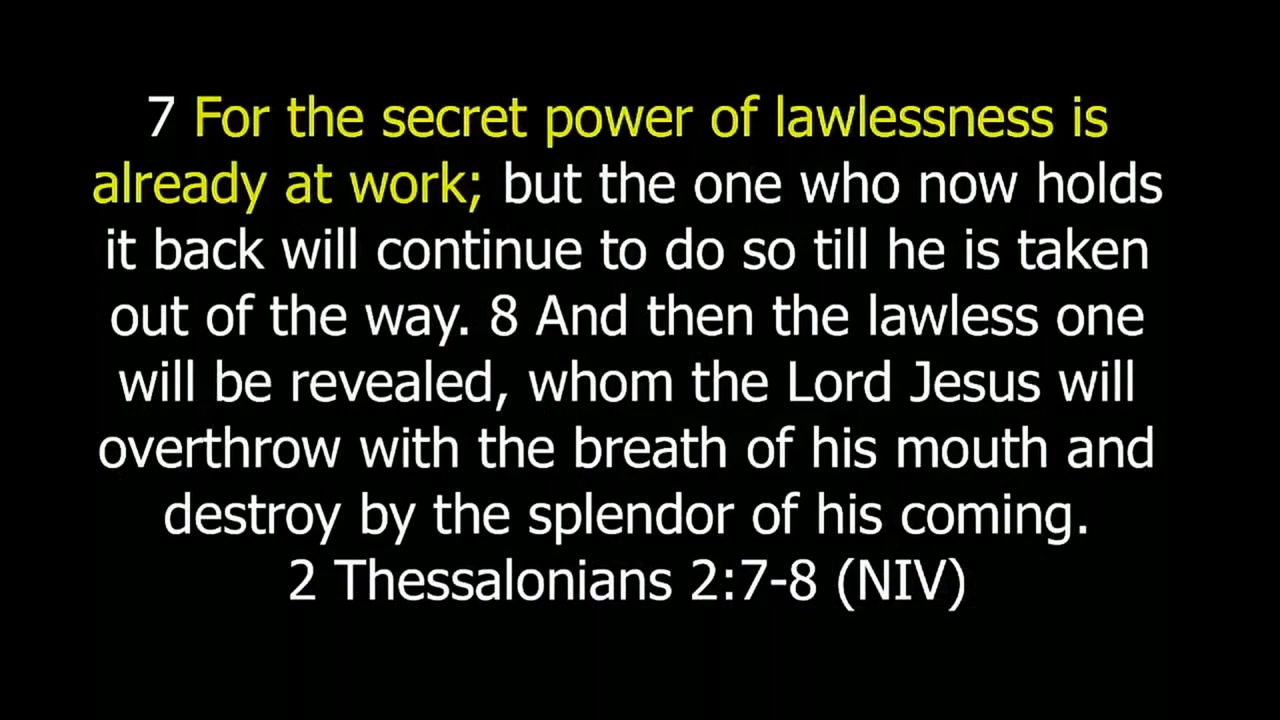 7 For the secret power of lawlessness is
already at work; but the one who now holds
it back will continue to do so till he is taken
out of the way. 8 And then the lawless one
will be revealed, whom the Lord Jesus will
overthrow with the breath of his mouth and
destroy by the splendor of his coming.
2 Thessalonians 2:7-8 (NIV)